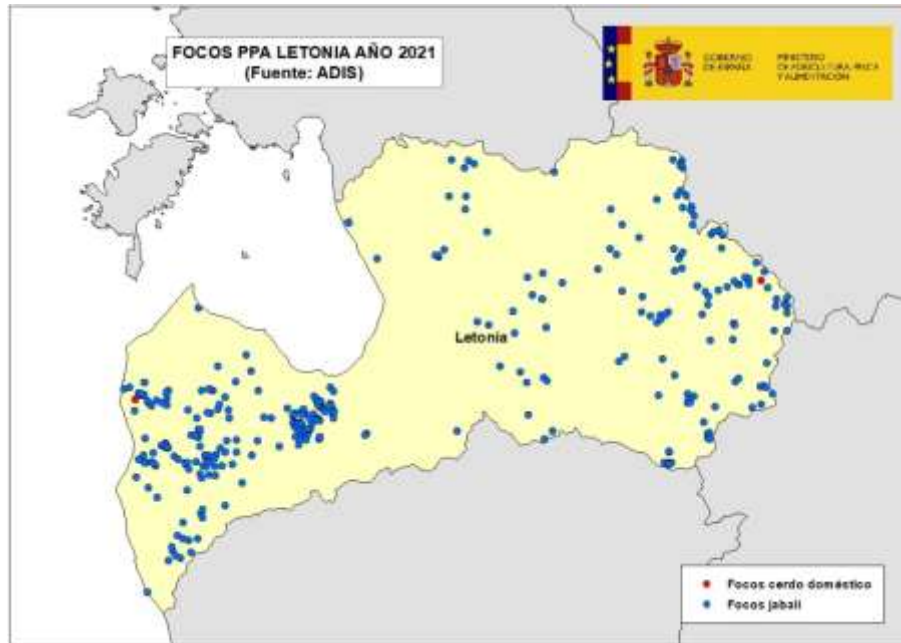 FOCOS PPA LETONIA AÑO 2021
(Fuente: ADIS)
GOBIERNO
DE ESPAÑA
MINISTERIO
DE AGRICULTURA, PESCA
Y ALIMENTACIÓN
Letonia
Focos cerdo doméstico
Focos jabalí